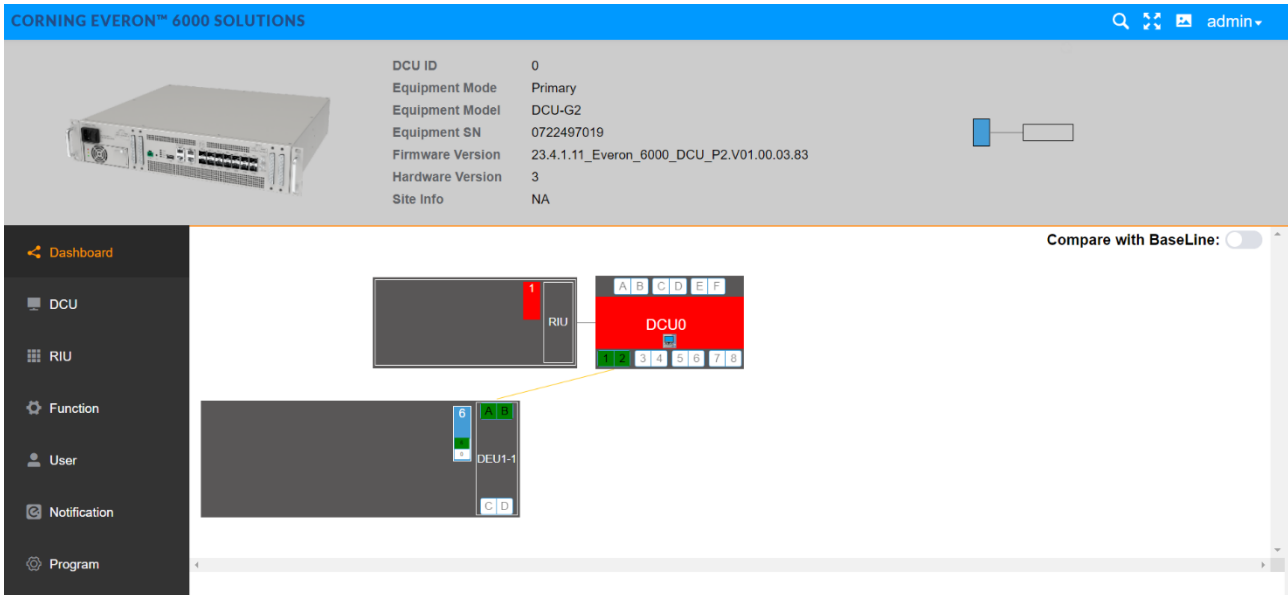 CORNING EVERON™ 6000 SOLUTIONS
admin
DCU ID 0
Equipment Mode Primary
Equipment Model DCU-G2
Equipment SN 0722497019
Firmware Version 23.4.1.11_Everon_6000_DCU_P2.V01.00.03.83
Hardware Version 3
Site Info NA
Dashboard
DCU
RIU
Function
User
Notification
Program
Compare with BaseLine:
1
RIU
A B C D E F
DCU0
1 2 3 4 5 6 7 8
6
A B
DEU1-1
C D